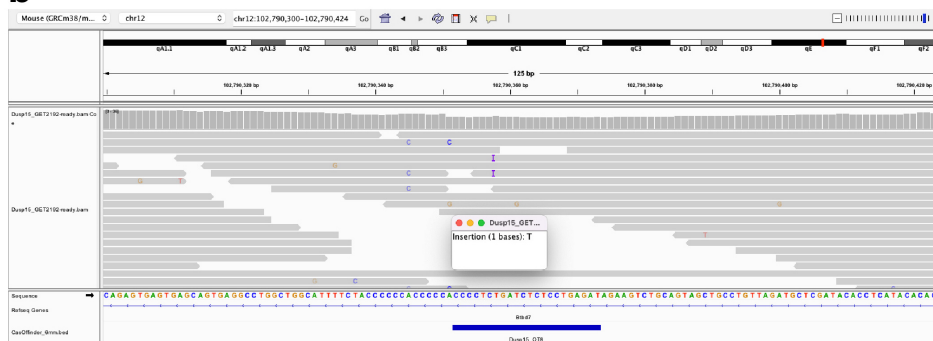 Mouse (GRCm38/m... chr12 chr12:102,790,300-102,790,424 Go
qA1.1 qA1.2 qA1.3 qA2 qA3 qB1 qB2 qB3 qC1 qC2 qC3 qD1 qD2 qD3 qE qF1 qF2
125 bp
102,790,320 bp 102,790,340 bp 102,790,360 bp 102,790,380 bp 102,790,400 bp 102,790,420 bp
Dusp15_GET2192-ready.bam Co
C C
I
G
C I
G T
C
G G G
Dusp15_GET2192-ready.bam
Dusp15_GET...
Insertion (1 bases): T
T
G C
Sequence
CAGAGTGAGTGAGCAGTGAGGCCTGGCTGGCATTTTCTACCCCCCACCCCCACCCCTCTGATCTCTCCTGAGATAGAAGTCTGCAGTAGCTGCCTGTTAGATGCTCGATACACCTCATACACAC
Refseq Genes
Btbd7
CasOffinder_6mm.bed
Dusp15_OT6